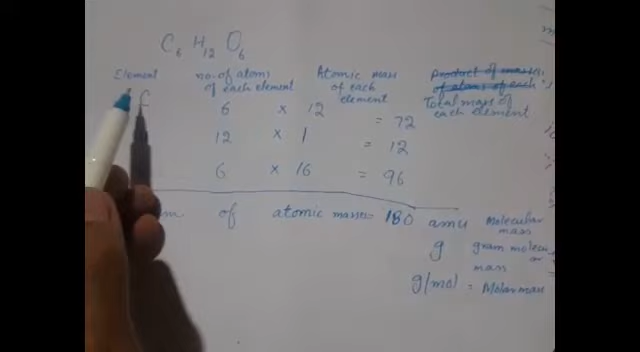 C6 H12 O6
Element no. of atoms of each element Atomic mass of each element Product of masses of atoms of each Total mass of each element
6 × 12 = 72
12 × 1 = 12
6 × 16 = 96
of atomic masses = 180 amu Molecular mass
g gram molecu or mass
g/mol = Molar mass